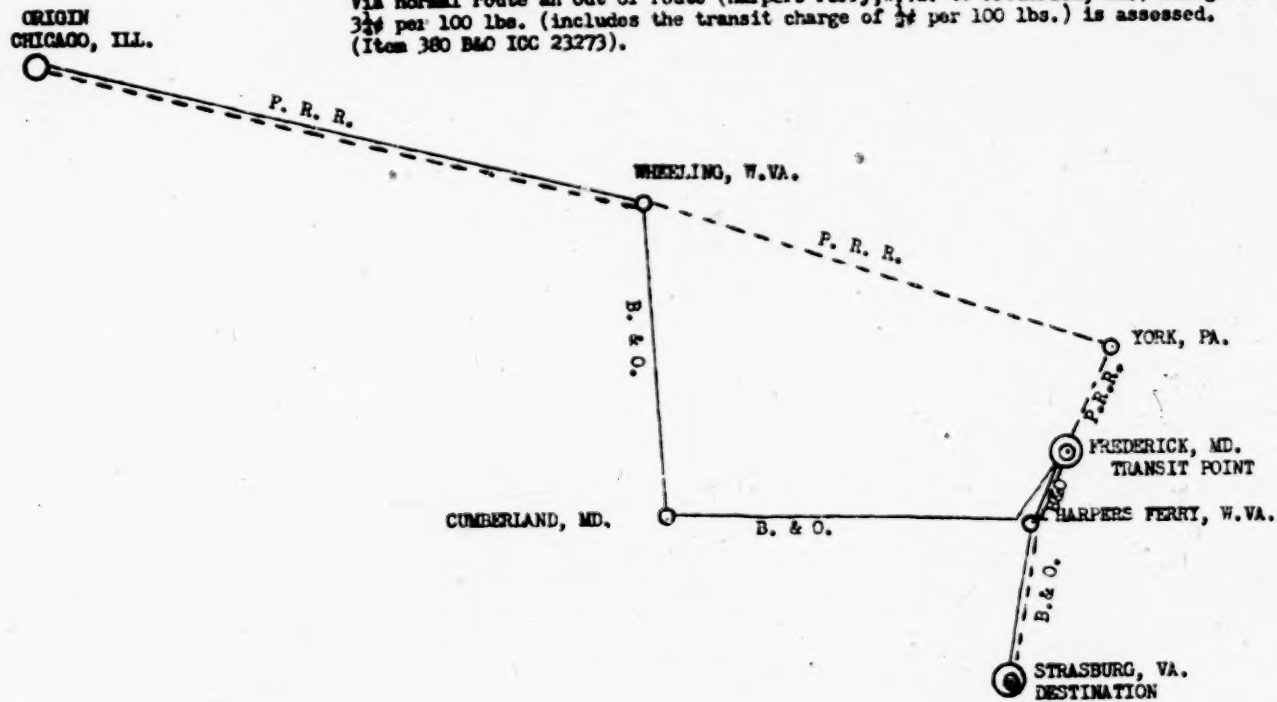 Via normal route an out of route (Harpers Ferry, W.Va. to
3½¢ per 100 lbs. (includes the transit charge of per 100 lbs.) is assessed.
(Item 380 B&O ICC 23273).
ORIGIN
CHICAGO, ILL.
P. R. R.
WHEELING, W.VA.
P. R. R.
B. & O.
YORK, PA.
P.R.R.
FREDERICK, MD.
TRANSIT POINT
B&O
CUMBERLAND, MD.
B. & O.
HARPERS FERRY, W.VA.
B. & O.
STRASBURG, VA.
DESTINATION